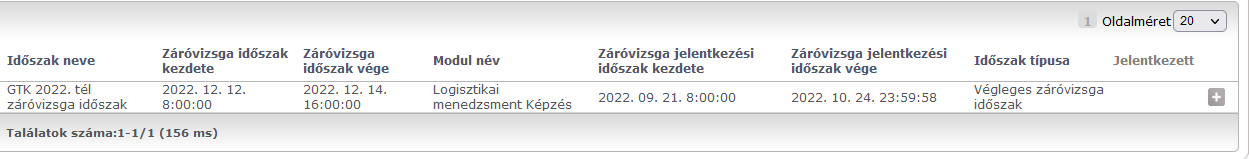 1 Oldalméret 20
Időszak neve Záróvizsga időszak kezdete Záróvizsga időszak vége Modul név Záróvizsga jelentkezési időszak kezdete Záróvizsga jelentkezési időszak vége Időszak típusa Jelentkezett
GTK 2022. tél záróvizsga időszak 2022. 12. 12. 8:00:00 2022. 12. 14. 16:00:00 Logisztikai menedzsment Képzés 2022. 09. 21. 8:00:00 2022. 10. 24. 23:59:58 Végleges záróvizsga időszak
Találatok száma:1-1/1 (156 ms)